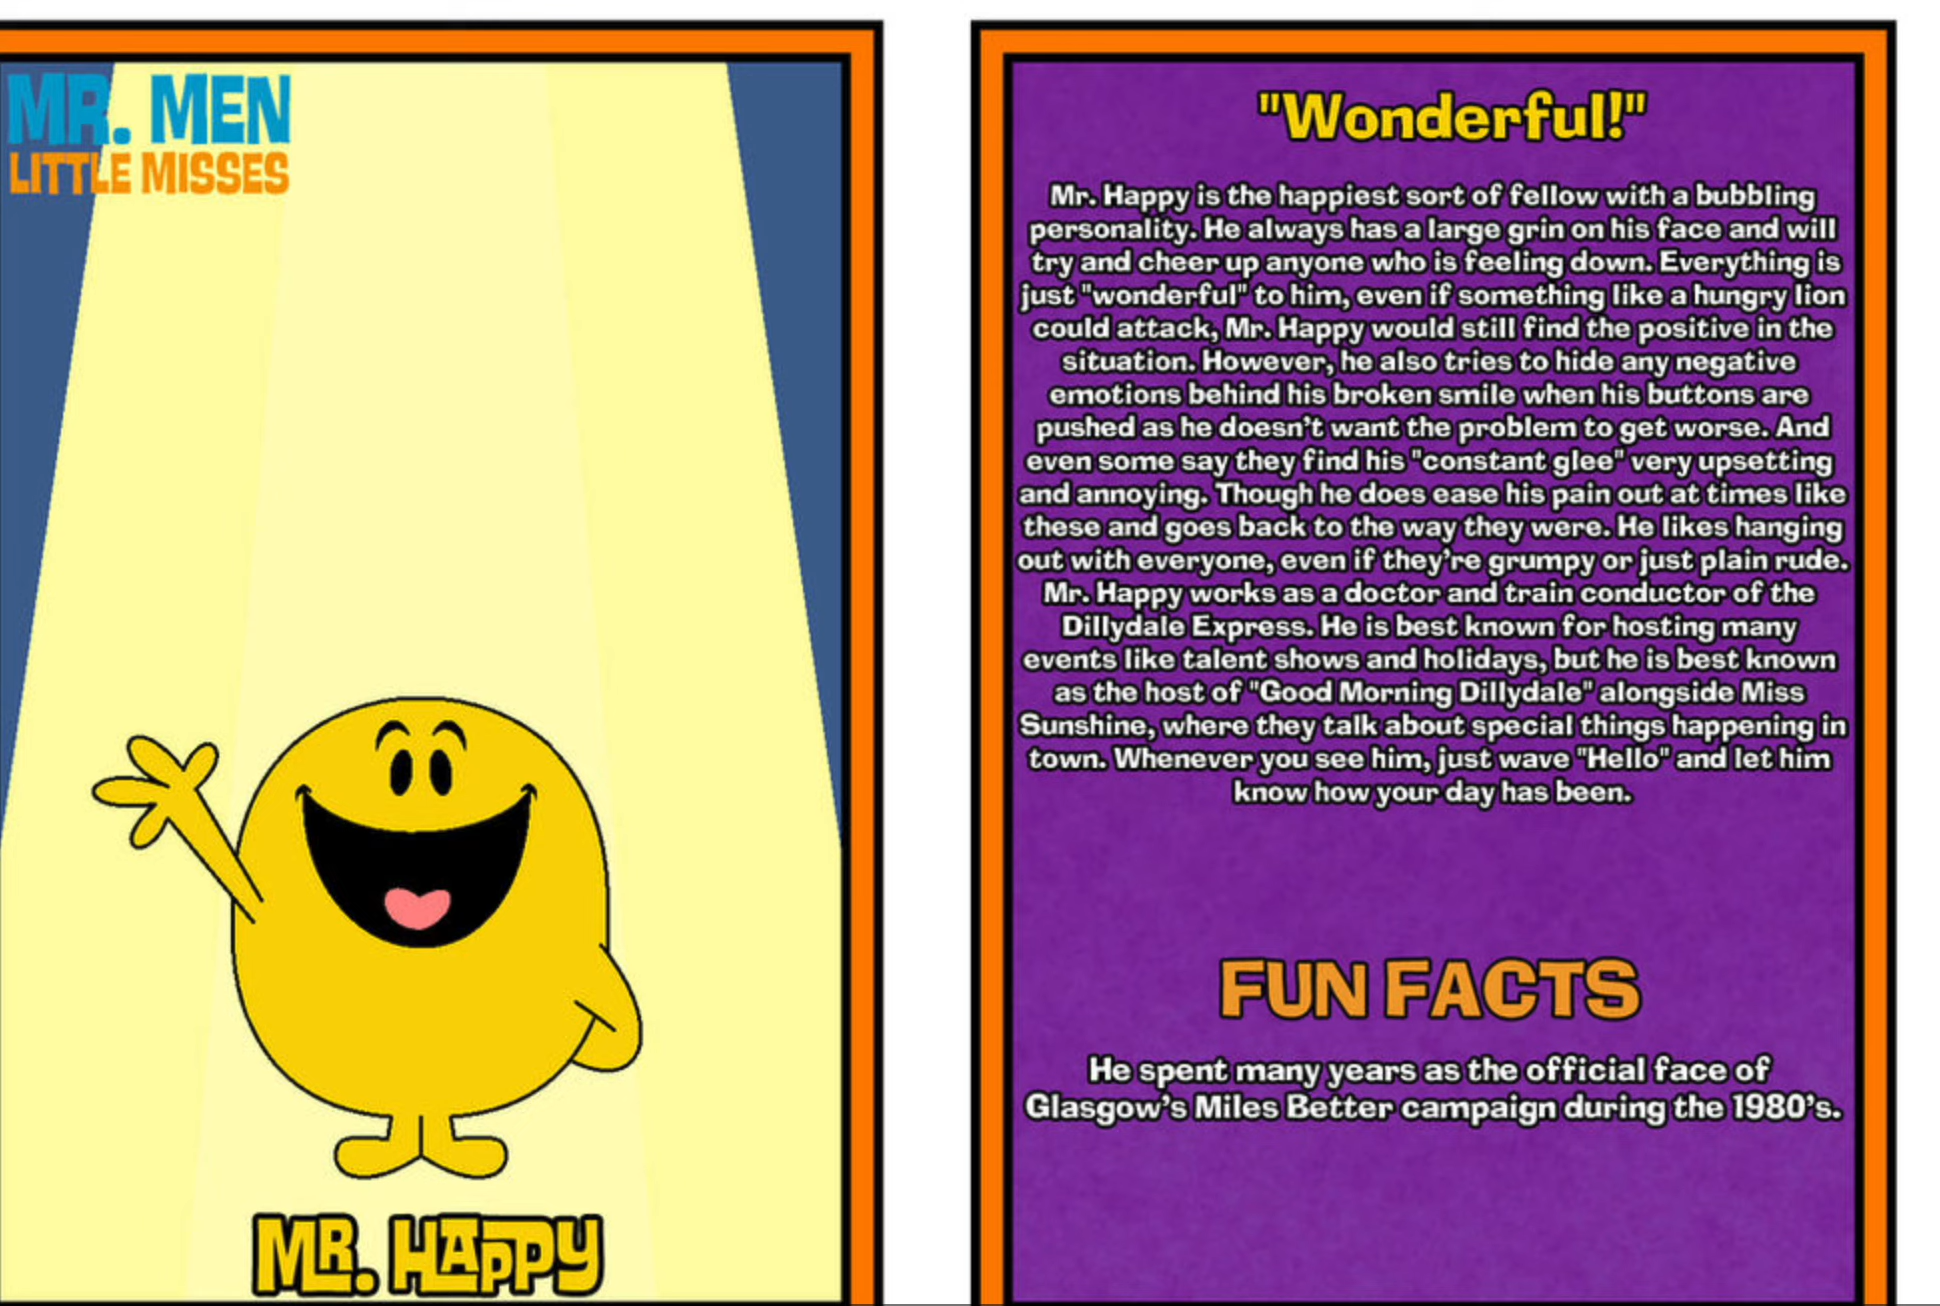 MR. MEN
LITTLE MISSES
MR. HAPPY
"Wonderful!"
Mr. Happy is the happiest sort of fellow with a bubbling
personality. He always has a large grin on his face and will
try and cheer up anyone who is feeling down. Everything is
just "wonderful" to him, even if something like a hungry lion
could attack, Mr. Happy would still find the positive in the
situation. However, he also tries to hide any negative
emotions behind his broken smile when his buttons are
pushed as he doesn’t want the problem to get worse. And
even some say they find his "constant glee" very upsetting
and annoying. Though he does ease his pain out at times like
these and goes back to the way they were. He likes hanging
out with everyone, even if they’re grumpy or just plain rude.
Mr. Happy works as a doctor and train conductor of the
Dillydale Express. He is best known for hosting many
events like talent shows and holidays, but he is best known
as the host of "Good Morning Dillydale" alongside Miss
Sunshine, where they talk about special things happening in
town. Whenever you see him, just wave "Hello" and let him
know how your day has been.
FUN FACTS
He spent many years as the official face of
Glasgow’s Miles Better campaign during the 1980’s.